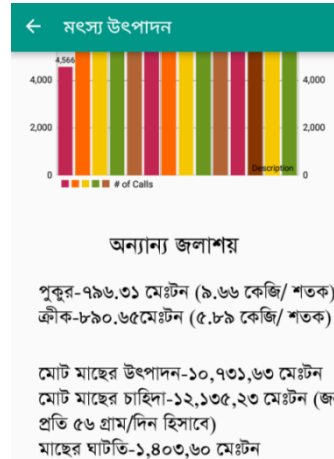 মৎস্য উৎপাদন
4,566
4,000 4,000
2,000 2,000
Description
0 0
# of Calls
অন্যান্য জলাশয়
পুকুর-৭৯৬.৩১ মেঃটন (৯.৬৬ কেজি/ শতক)
ক্রীক-৮৯০.৬৫মেঃটন (৫.৮৯ কেজি/ শতক)
মোট মাছের উৎপাদন-১০,৭৩১,৬৩ মেঃটন
মোট মাছের চাহিদা-১২,১৩৫,২৩ মেঃটন (জন
প্রতি ৫৬ গ্রাম/দিন হিসাবে)
মাছের ঘাটতি-১,৪০৩,৬০ মেঃটন